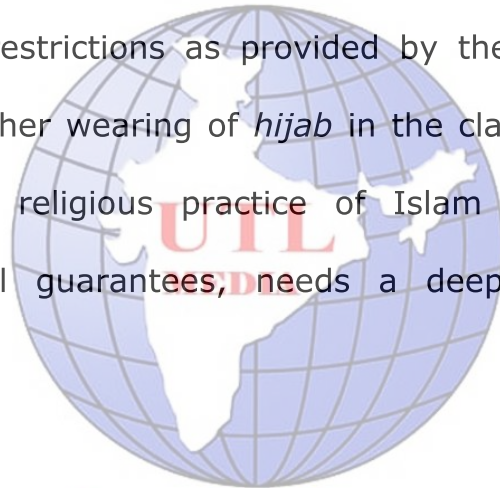 estrictions as provided by the
her wearing of hijab in the cla
religious practice of Islam
UTL
l guarantees, needs a deep
MEDIA